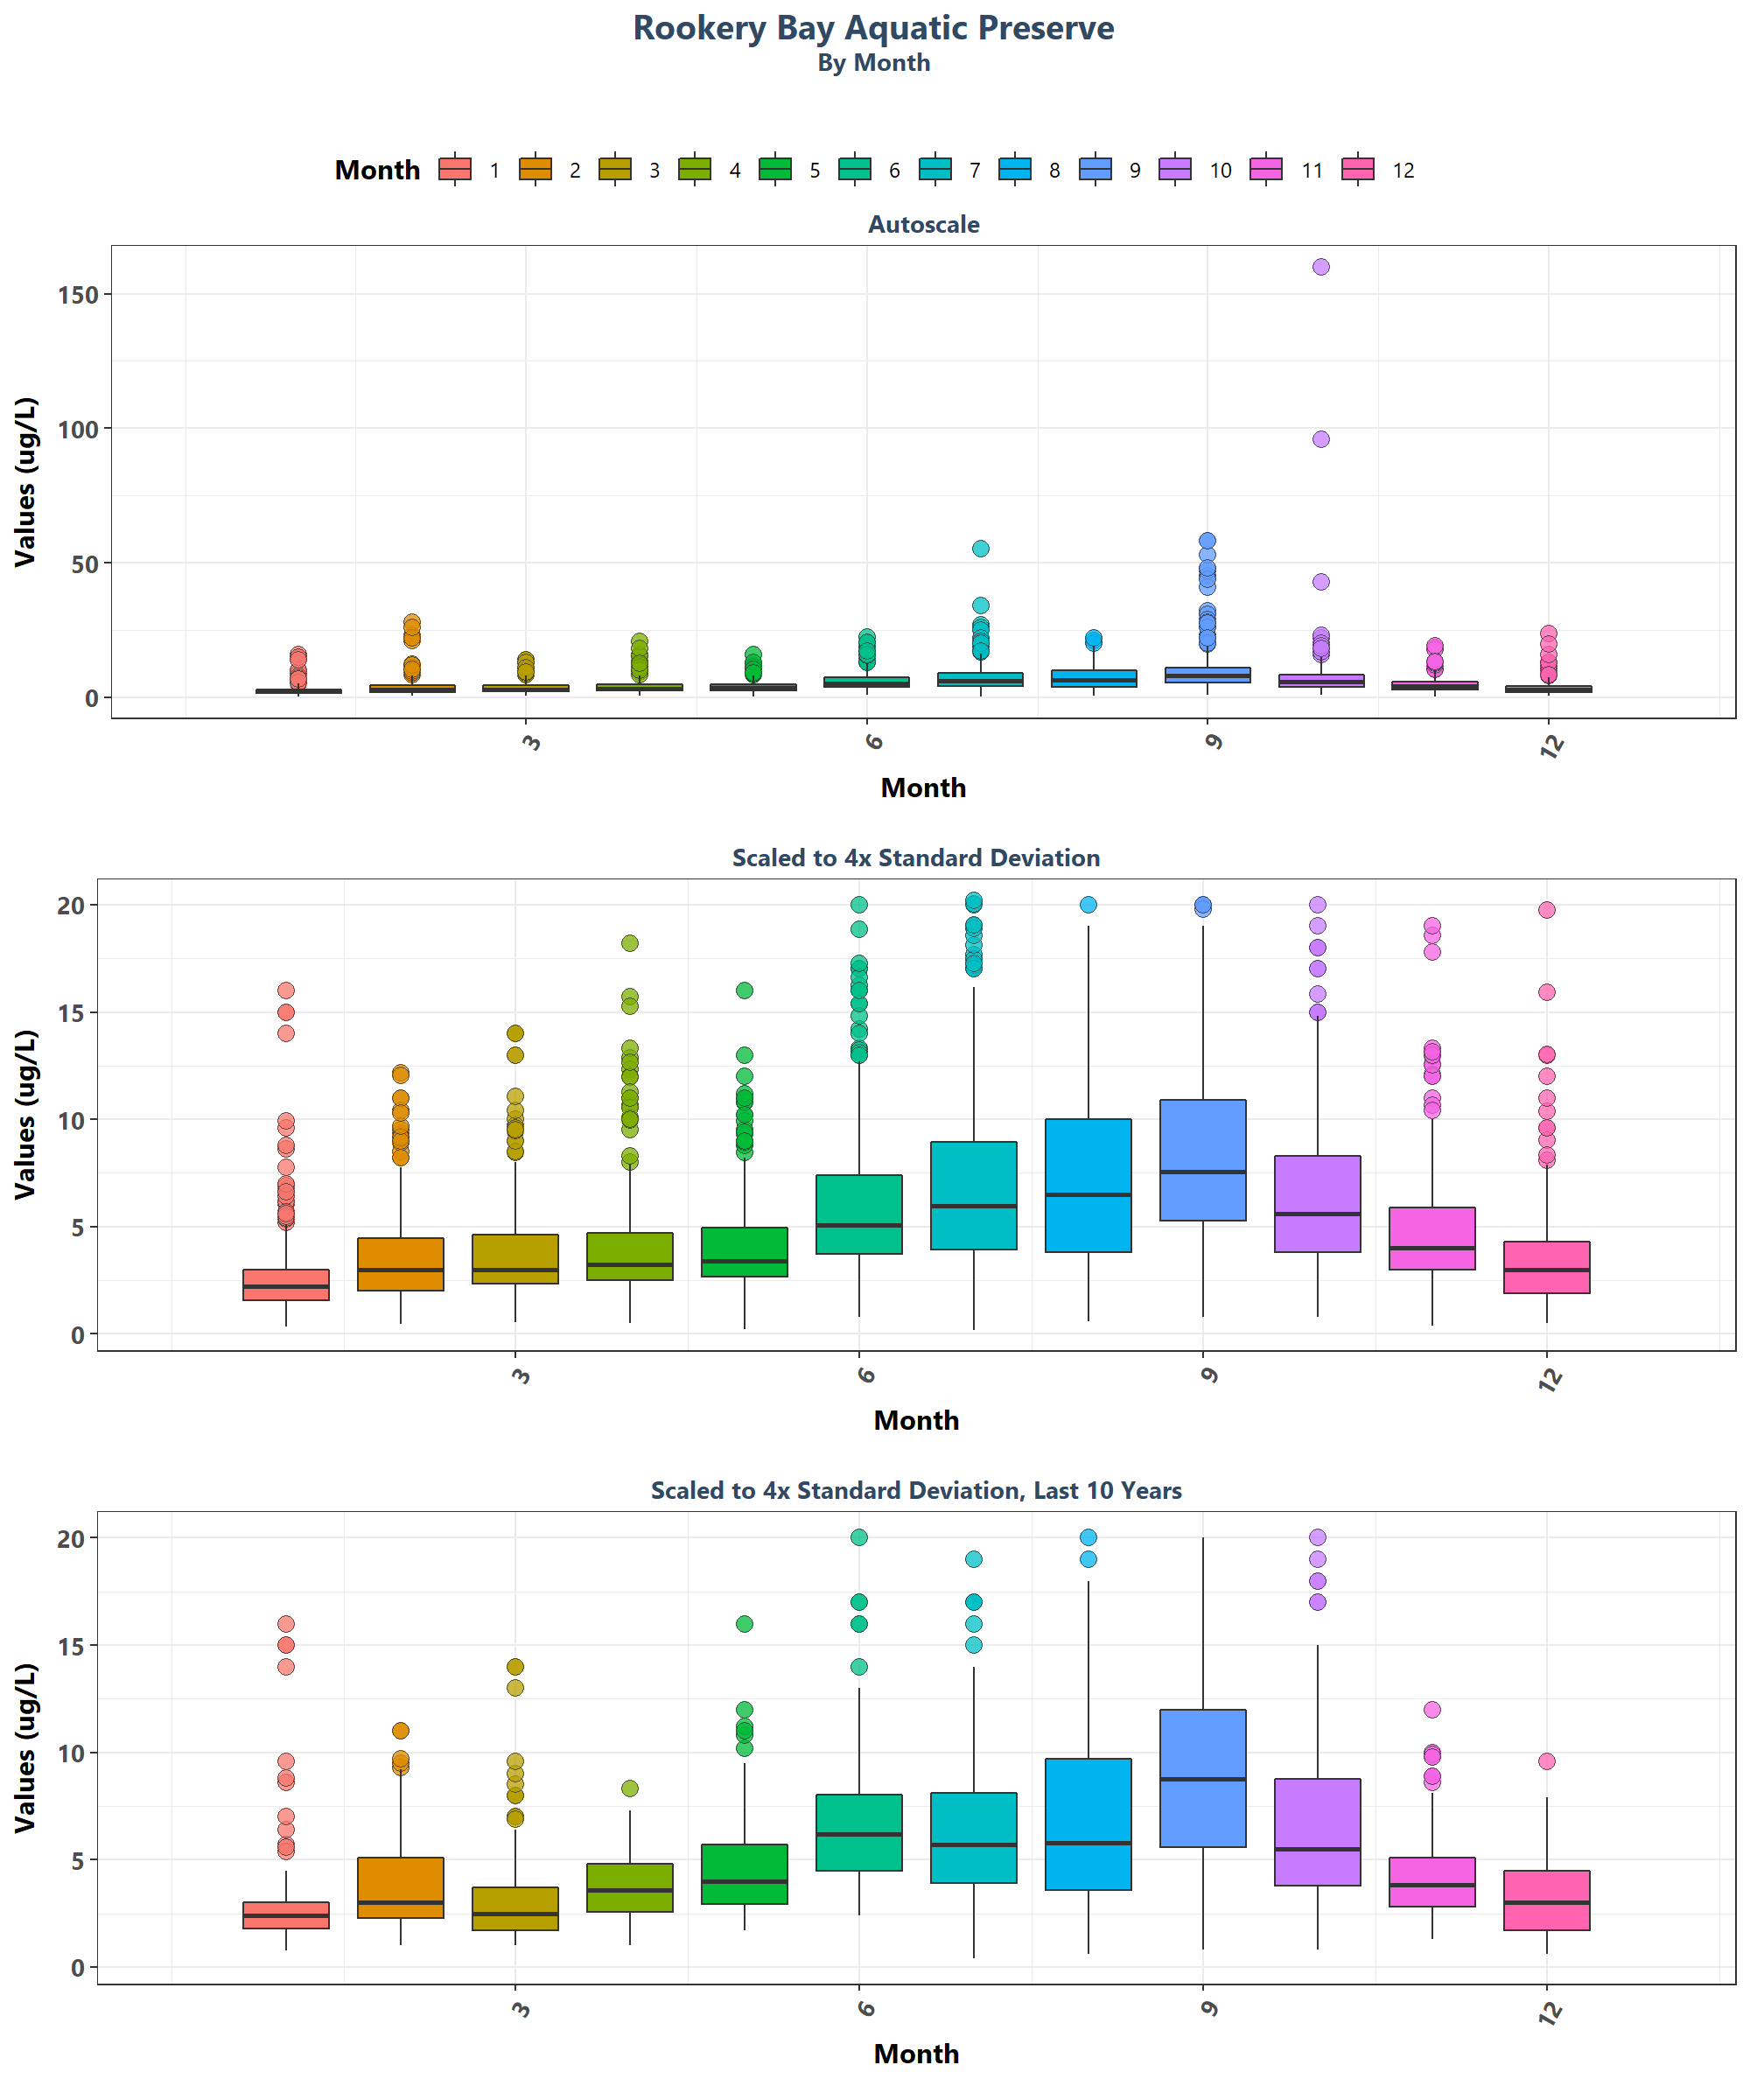 Rookery Bay Aquatic Preserve
By Month
Month 1 2 3 4 5 6 7 8 9 10 11 12
Autoscale
Values (ug/L)
150
100
50
0
3 6 9 12
Month
Scaled to 4x Standard Deviation
Values (ug/L)
20
15
10
5
0
3 6 9 12
Month
Scaled to 4x Standard Deviation, Last 10 Years
Values (ug/L)
20
15
10
5
0
3 6 9 12
Month